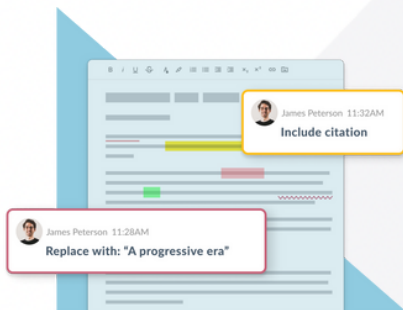 B I U
James Peterson 11:32AM
Include citation
James Peterson 11:28AM
Replace with: “A progressive era”